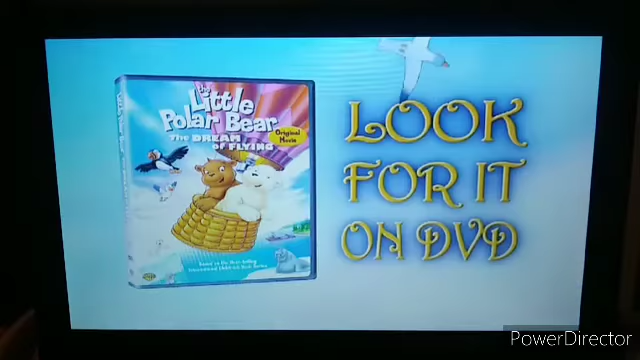 the
Little
Polar Bear
THE DREAM
OF FLYING
Original
Movie
LOOK
FOR IT
ON DVD
PowerDirector